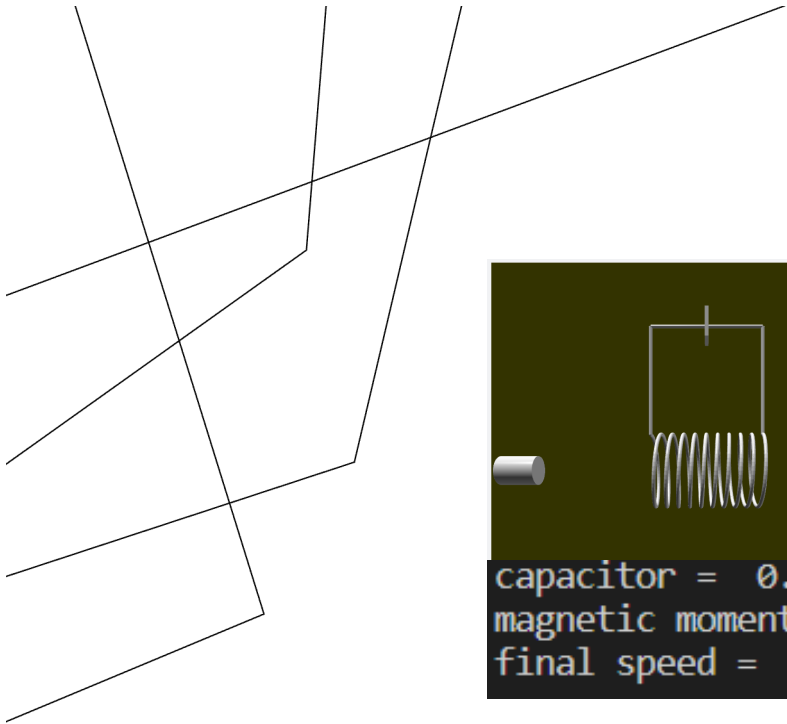 capacitor =  0.
magnetic moment
final speed =